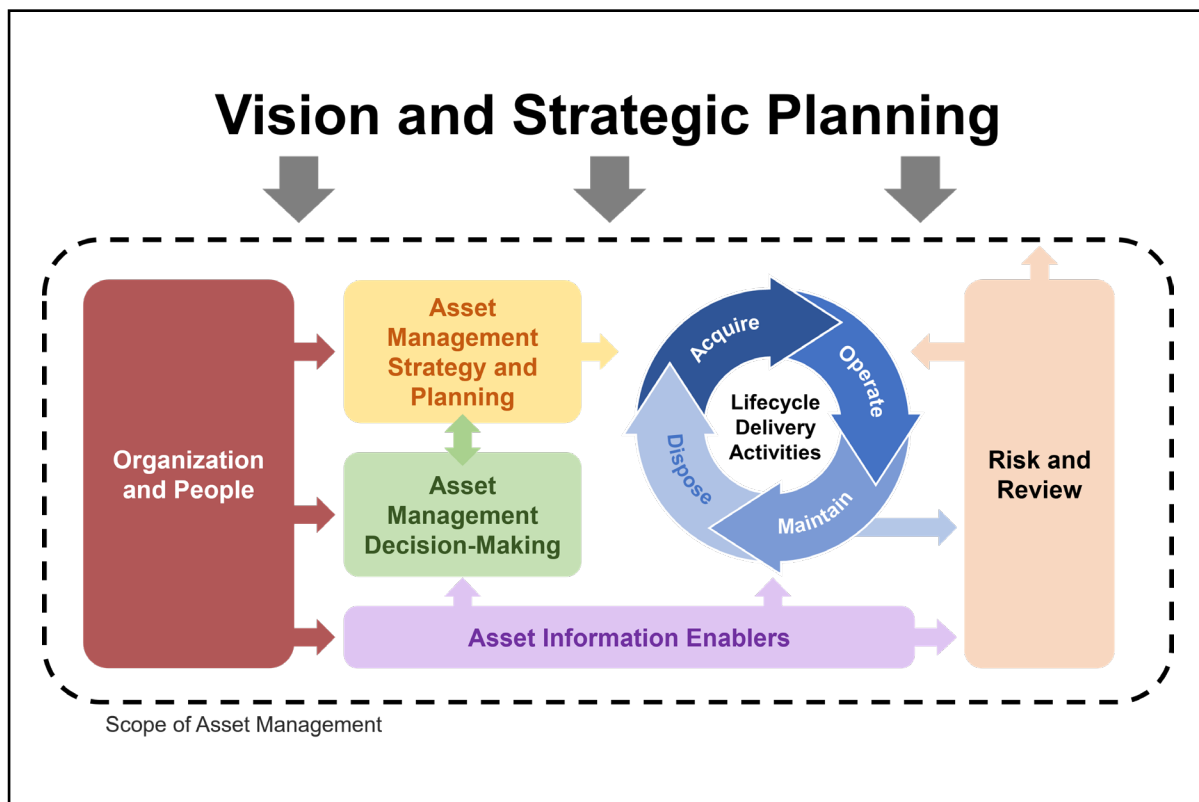 Vision and Strategic Planning
Organization
and People
Asset
Management
Strategy and
Planning
Asset
Management
Decision-Making
Acquire
Operate
Maintain
Dispose
Lifecycle
Delivery
Activities
Risk and
Review
Asset Information Enablers
Scope of Asset Management